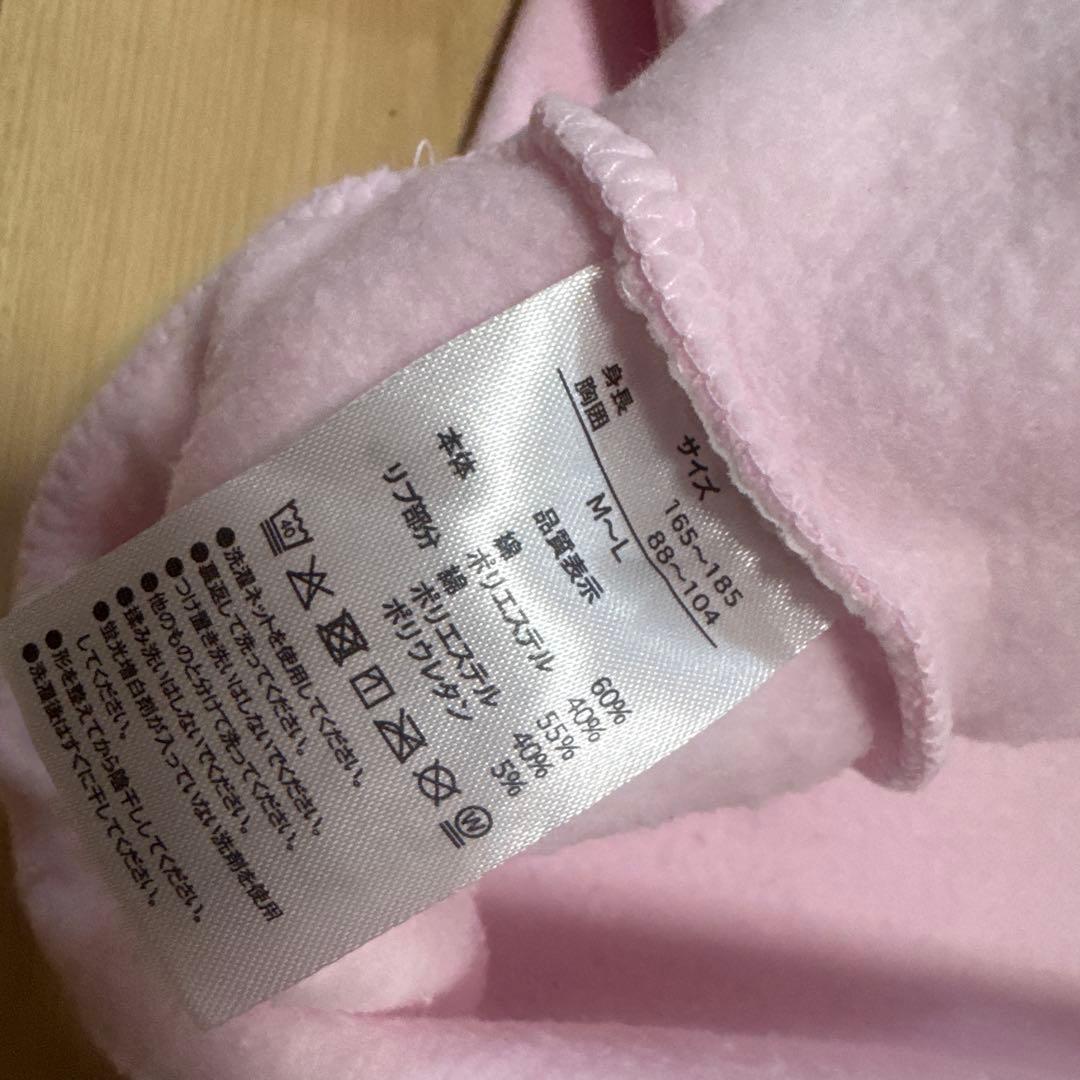 サイズ
身長 165〜185
胸囲 88〜104
M〜L
品質表示
本体 綿 60%
ポリエステル 40%
リブ部分 綿 55%
ポリエステル 40%
ポリウレタン 5%
40
W
●洗濯ネットを使用してください。
●裏返して洗ってください。
●つけ置き洗いはしないでください。
●他のものと分けて洗ってください。
●揉み洗いはしないでください。
●蛍光増白剤が入っていない洗剤を使用
してください。
●形を整えてから陰干ししてください。
●洗濯後はすぐに干してください。